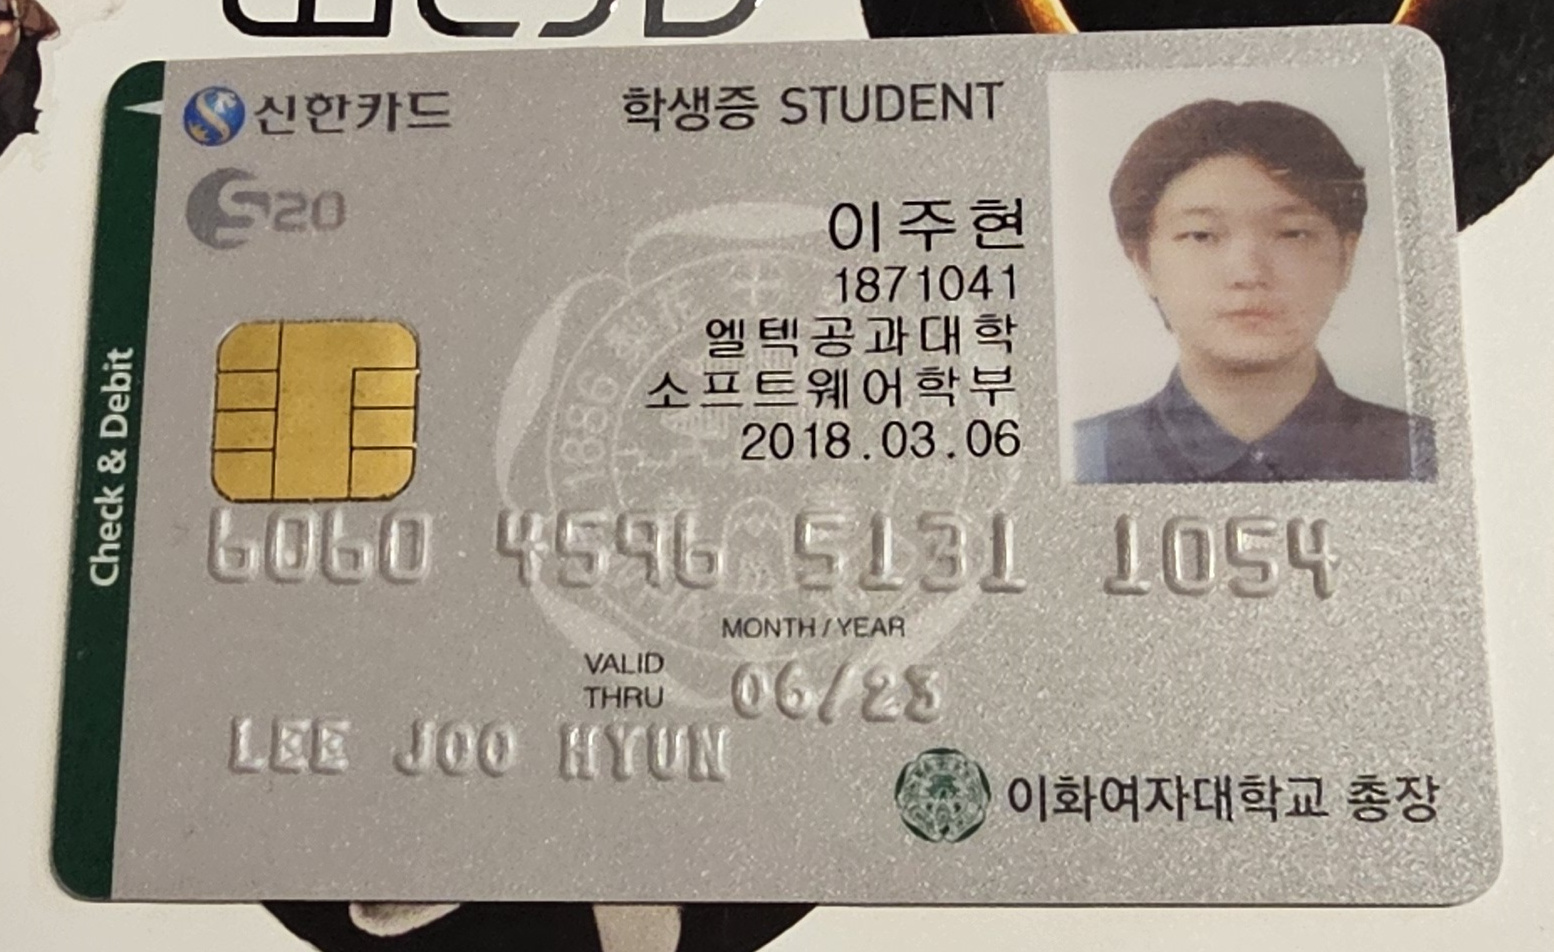 신한카드
학생증 STUDENT
S20
이주현
1871041
엘텍공과대학
소프트웨어학부
2018.03.06
Check & Debit
1886
6060 4596 5131 1054
MONTH / YEAR
VALID THRU 06/23
LEE JOO HYUN
이화여자대학교 총장